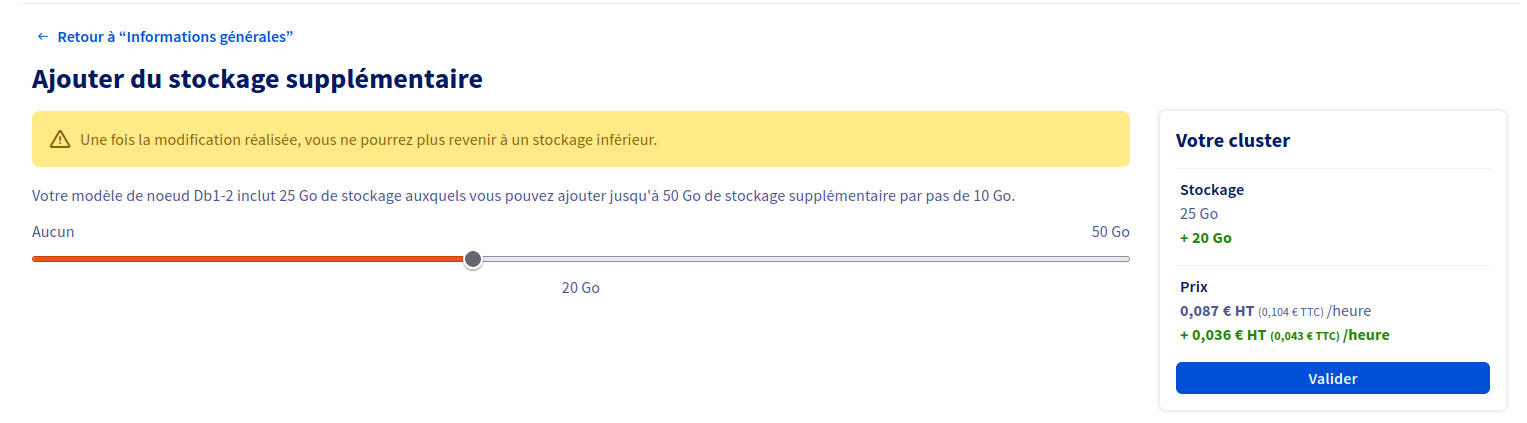 ← Retour à “Informations générales”
Ajouter du stockage supplémentaire
Une fois la modification réalisée, vous ne pourrez plus revenir à un stockage inférieur.
Votre modèle de noeud Db1-2 inclut 25 Go de stockage auxquels vous pouvez ajouter jusqu'à 50 Go de stockage supplémentaire par pas de 10 Go.
Aucun
50 Go
20 Go
Votre cluster
Stockage
25 Go
+ 20 Go
Prix
0,087 € HT (0,104 € TTC) /heure
+ 0,036 € HT (0,043 € TTC) /heure
Valider